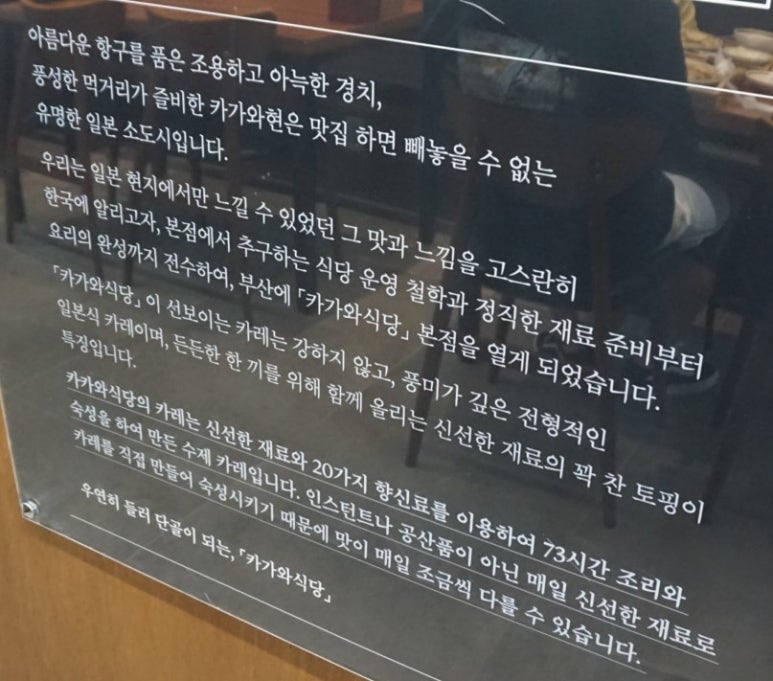 아름다운 항구를 품은 조용하고 아늑한 경치,
풍성한 먹거리가 즐비한 카가와현은 맛집 하면 빼놓을 수 없는
유명한 일본 소도시입니다.
우리는 일본 현지에서만 느낄 수 있었던 그 맛과 느낌을 고스란히
한국에 알리고자, 본점에서 추구하는 식당 운영 철학과 정직한 재료 준비부터
요리의 완성까지 전수하여, 부산에 「카가와식당」 본점을 열게 되었습니다.
「카가와식당」이 선보이는 카레는 강하지 않고, 풍미가 깊은 전형적인
일본식 카레이며, 든든한 한 끼를 위해 함께 올리는 신선한 재료의 꽉 찬 토핑이
특징입니다.
카카와식당의 카레는 신선한 재료와 20가지 향신료를 이용하여 73시간 조리와
숙성을 하여 만든 수제 카레입니다. 인스턴트나 공산품이 아닌 매일 신선한 재료로
카레를 직접 만들어 숙성시키기 때문에 맛이 매일 조금씩 다를 수 있습니다.
우연히 들러 단골이 되는, 「카가와식당」